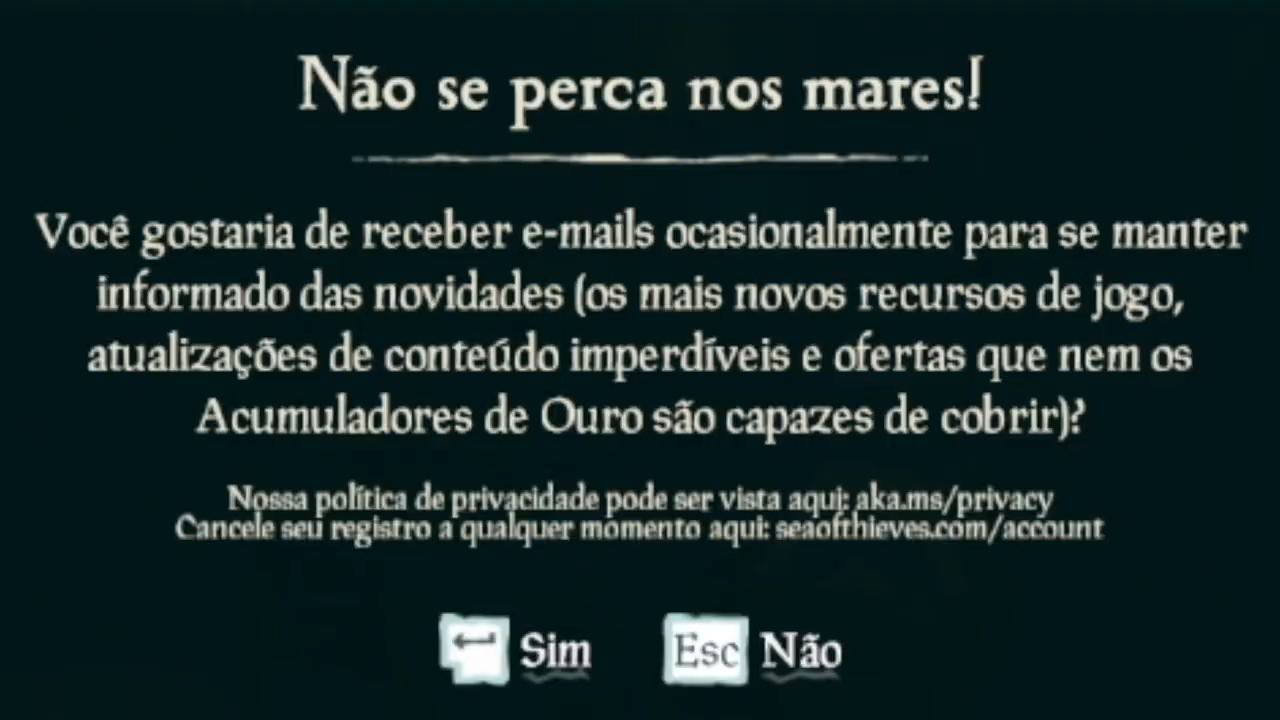 Não se perca nos mares!
Você gostaria de receber e-mails ocasionalmente para se manter
informado das novidades (os mais novos recursos de jogo,
atualizações de conteúdo imperdíveis e ofertas que nem os
Acumuladores de Ouro são capazes de cobrir)?
Nossa política de privacidade pode ser vista aqui: aka.ms/privacy
Cancele seu registro a qualquer momento aqui: seaofthieves.com/account
Sim Esc Não